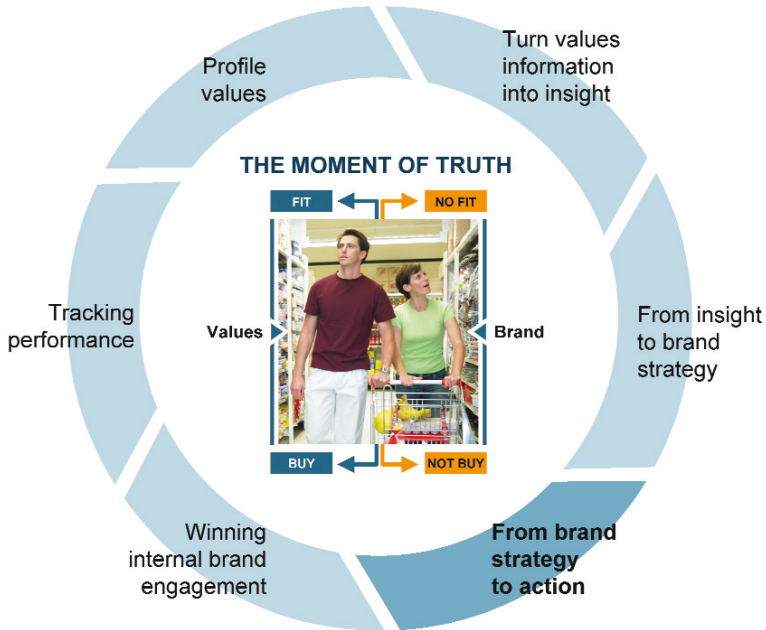 Profile
values
Turn values
information
into insight
THE MOMENT OF TRUTH
FIT
NO FIT
Tracking
performance
Values
Brand
From insight
to brand
strategy
BUY
NOT BUY
Winning
internal brand
engagement
From brand
strategy
to action